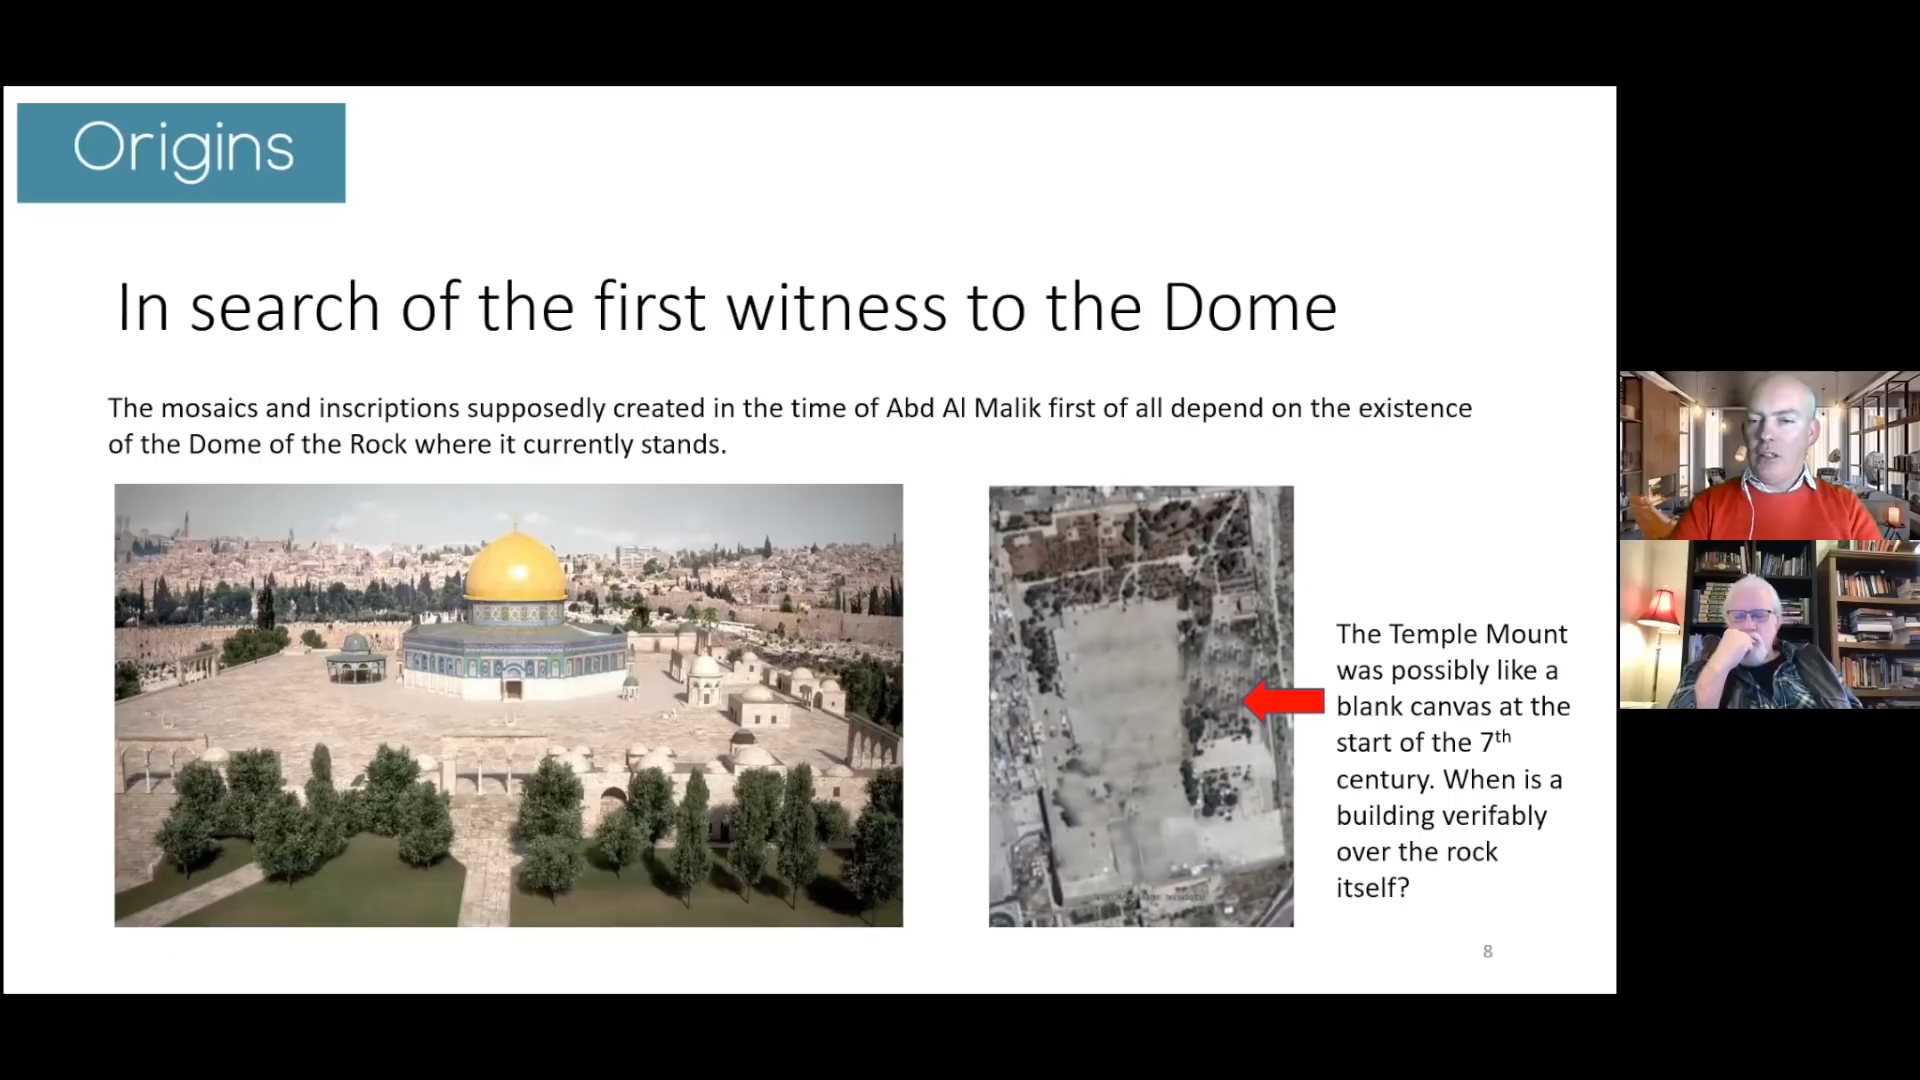 Origins
In search of the first witness to the Dome
The mosaics and inscriptions supposedly created in the time of Abd Al Malik first of all depend on the existence
of the Dome of the Rock where it currently stands.
The Temple Mount
was possibly like a
blank canvas at the
start of the 7th
century. When is a
building verifably
over the rock
itself?
8